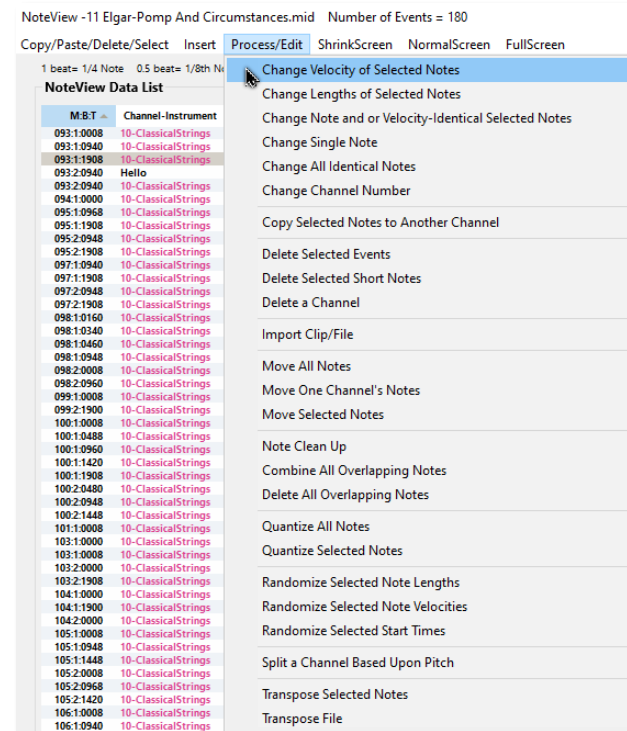 NoteView -11 Elgar-Pomp And Circumstances.mid Number of Events = 180
Copy/Paste/Delete/Select Insert Process/Edit ShrinkScreen NormalScreen FullScreen
1 beat= 1/4 Note 0.5 beat= 1/8th
NoteView Data List
M:B:T Channel-Instrument
093:1:0008 10-ClassicalStrings
093:1:0940 10-ClassicalStrings
093:1:1908 10-ClassicalStrings
093:2:0940 Hello
093:2:0940 10-ClassicalStrings
094:1:0000 10-ClassicalStrings
095:1:0968 10-ClassicalStrings
095:1:1908 10-ClassicalStrings
095:2:0948 10-ClassicalStrings
095:2:1908 10-ClassicalStrings
097:1:0940 10-ClassicalStrings
097:1:1908 10-ClassicalStrings
097:2:0948 10-ClassicalStrings
097:2:1908 10-ClassicalStrings
098:1:0160 10-ClassicalStrings
098:1:0340 10-ClassicalStrings
098:1:0460 10-ClassicalStrings
098:1:0948 10-ClassicalStrings
098:2:0008 10-ClassicalStrings
098:2:0960 10-ClassicalStrings
099:1:0008 10-ClassicalStrings
099:2:1900 10-ClassicalStrings
100:1:0008 10-ClassicalStrings
100:1:0488 10-ClassicalStrings
100:1:0960 10-ClassicalStrings
100:1:1420 10-ClassicalStrings
100:1:1908 10-ClassicalStrings
100:2:0480 10-ClassicalStrings
100:2:0948 10-ClassicalStrings
100:2:1448 10-ClassicalStrings
101:1:0008 10-ClassicalStrings
103:1:0000 10-ClassicalStrings
103:1:0008 10-ClassicalStrings
103:2:0000 10-ClassicalStrings
103:2:1908 10-ClassicalStrings
104:1:0000 10-ClassicalStrings
104:1:1900 10-ClassicalStrings
104:2:0000 10-ClassicalStrings
105:1:0008 10-ClassicalStrings
105:1:0948 10-ClassicalStrings
105:1:1448 10-ClassicalStrings
105:2:0008 10-ClassicalStrings
105:2:0968 10-ClassicalStrings
105:2:1420 10-ClassicalStrings
106:1:0008 10-ClassicalStrings
106:1:0940 10-ClassicalStrings
Change Velocity of Selected Notes
Change Lengths of Selected Notes
Change Note and or Velocity-Identical Selected Notes
Change Single Note
Change All Identical Notes
Change Channel Number
Copy Selected Notes to Another Channel
Delete Selected Events
Delete Selected Short Notes
Delete a Channel
Import Clip/File
Move All Notes
Move One Channel's Notes
Move Selected Notes
Note Clean Up
Combine All Overlapping Notes
Delete All Overlapping Notes
Quantize All Notes
Quantize Selected Notes
Randomize Selected Note Lengths
Randomize Selected Note Velocities
Randomize Selected Start Times
Split a Channel Based Upon Pitch
Transpose Selected Notes
Transpose File